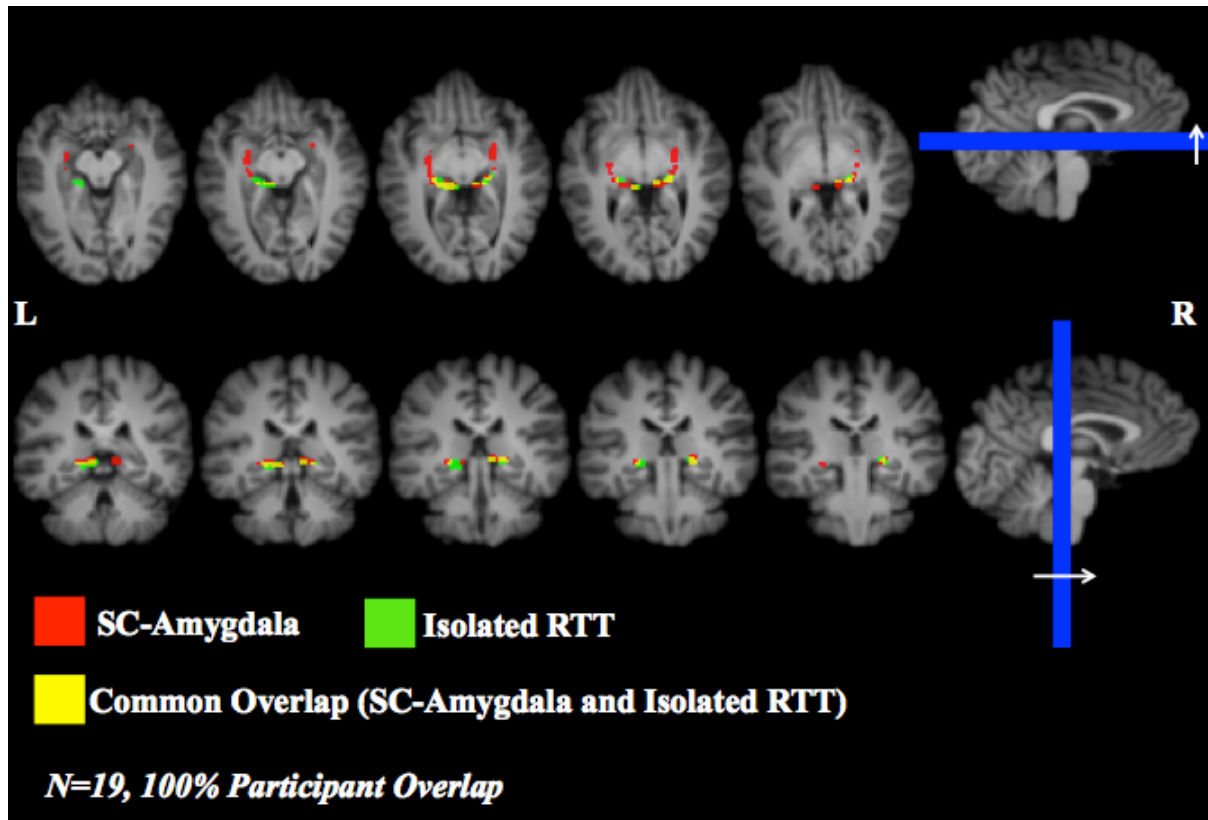 L R
SC-Amygdala Isolated RTT
Common Overlap (SC-Amygdala and Isolated RTT)
N=19, 100% Participant Overlap